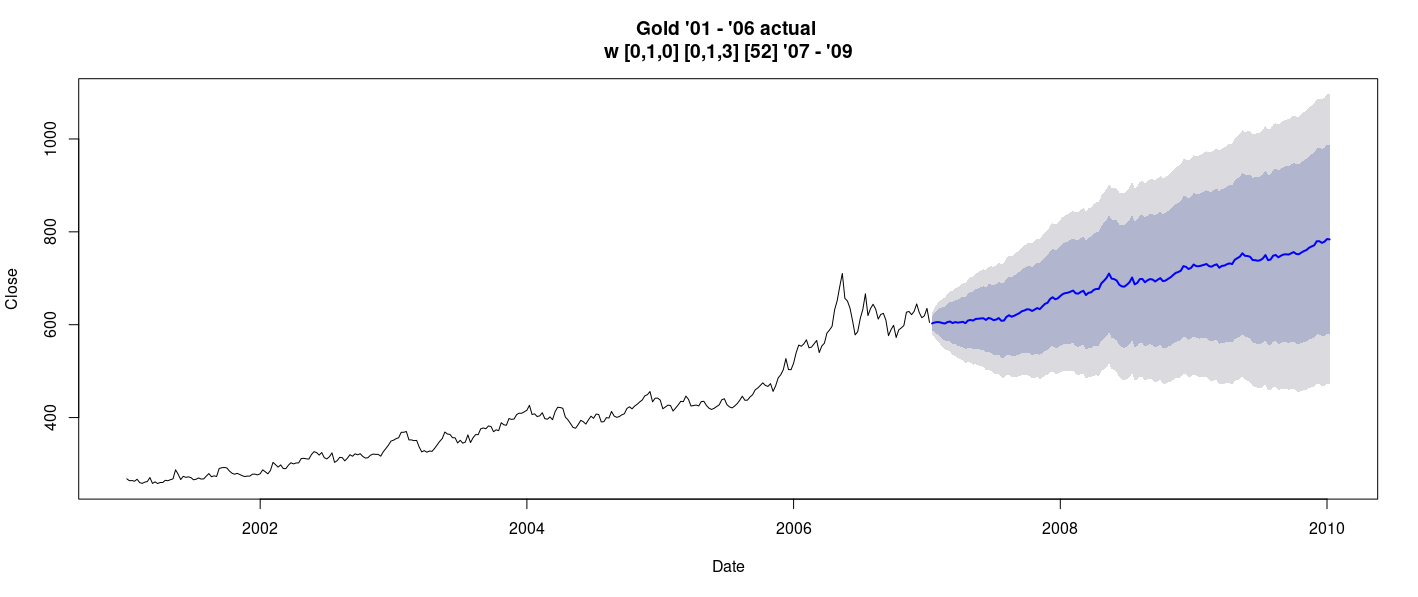 Gold '01 - '06 actual
w [0,1,0] [0,1,3] [52] '07 - '09
1000
800
600
400
Close
2002 2004 2006 2008 2010
Date